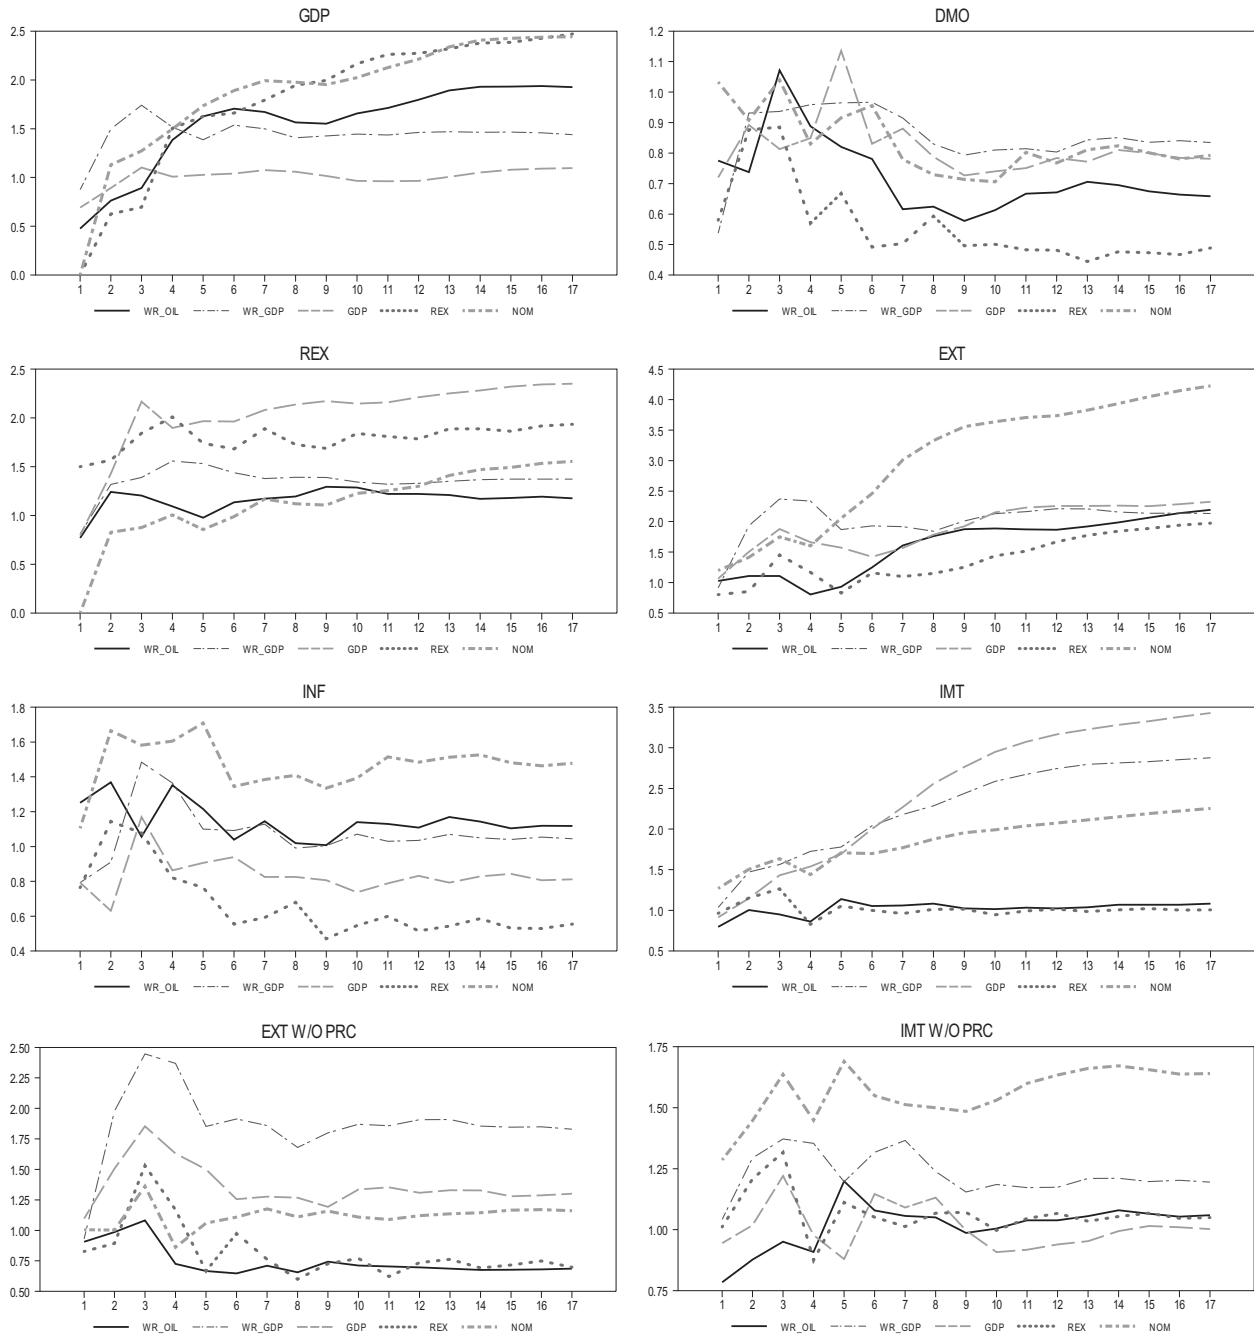 GDP
2.5
2.0
1.5
1.0
0.5
0.0
1 2 3 4 5 6 7 8 9 10 11 12 13 14 15 16 17
WR_OIL WR_GDP GDP REX NOM
DMO
1.2
1.1
1.0
0.9
0.8
0.7
0.6
0.5
0.4
1 2 3 4 5 6 7 8 9 10 11 12 13 14 15 16 17
WR_OIL WR_GDP GDP REX NOM
REX
2.5
2.0
1.5
1.0
0.5
0.0
1 2 3 4 5 6 7 8 9 10 11 12 13 14 15 16 17
WR_OIL WR_GDP GDP REX NOM
EXT
4.5
4.0
3.5
3.0
2.5
2.0
1.5
1.0
0.5
1 2 3 4 5 6 7 8 9 10 11 12 13 14 15 16 17
WR_OIL WR_GDP GDP REX NOM
INF
1.8
1.6
1.4
1.2
1.0
0.8
0.6
0.4
1 2 3 4 5 6 7 8 9 10 11 12 13 14 15 16 17
WR_OIL WR_GDP GDP REX NOM
IMT
3.5
3.0
2.5
2.0
1.5
1.0
0.5
1 2 3 4 5 6 7 8 9 10 11 12 13 14 15 16 17
WR_OIL WR_GDP GDP REX NOM
EXT W/O PRC
2.50
2.25
2.00
1.75
1.50
1.25
1.00
0.75
0.50
1 2 3 4 5 6 7 8 9 10 11 12 13 14 15 16 17
WR_OIL WR_GDP GDP REX NOM
IMT W/O PRC
1.75
1.50
1.25
1.00
0.75
1 2 3 4 5 6 7 8 9 10 11 12 13 14 15 16 17
WR_OIL WR_GDP GDP REX NOM